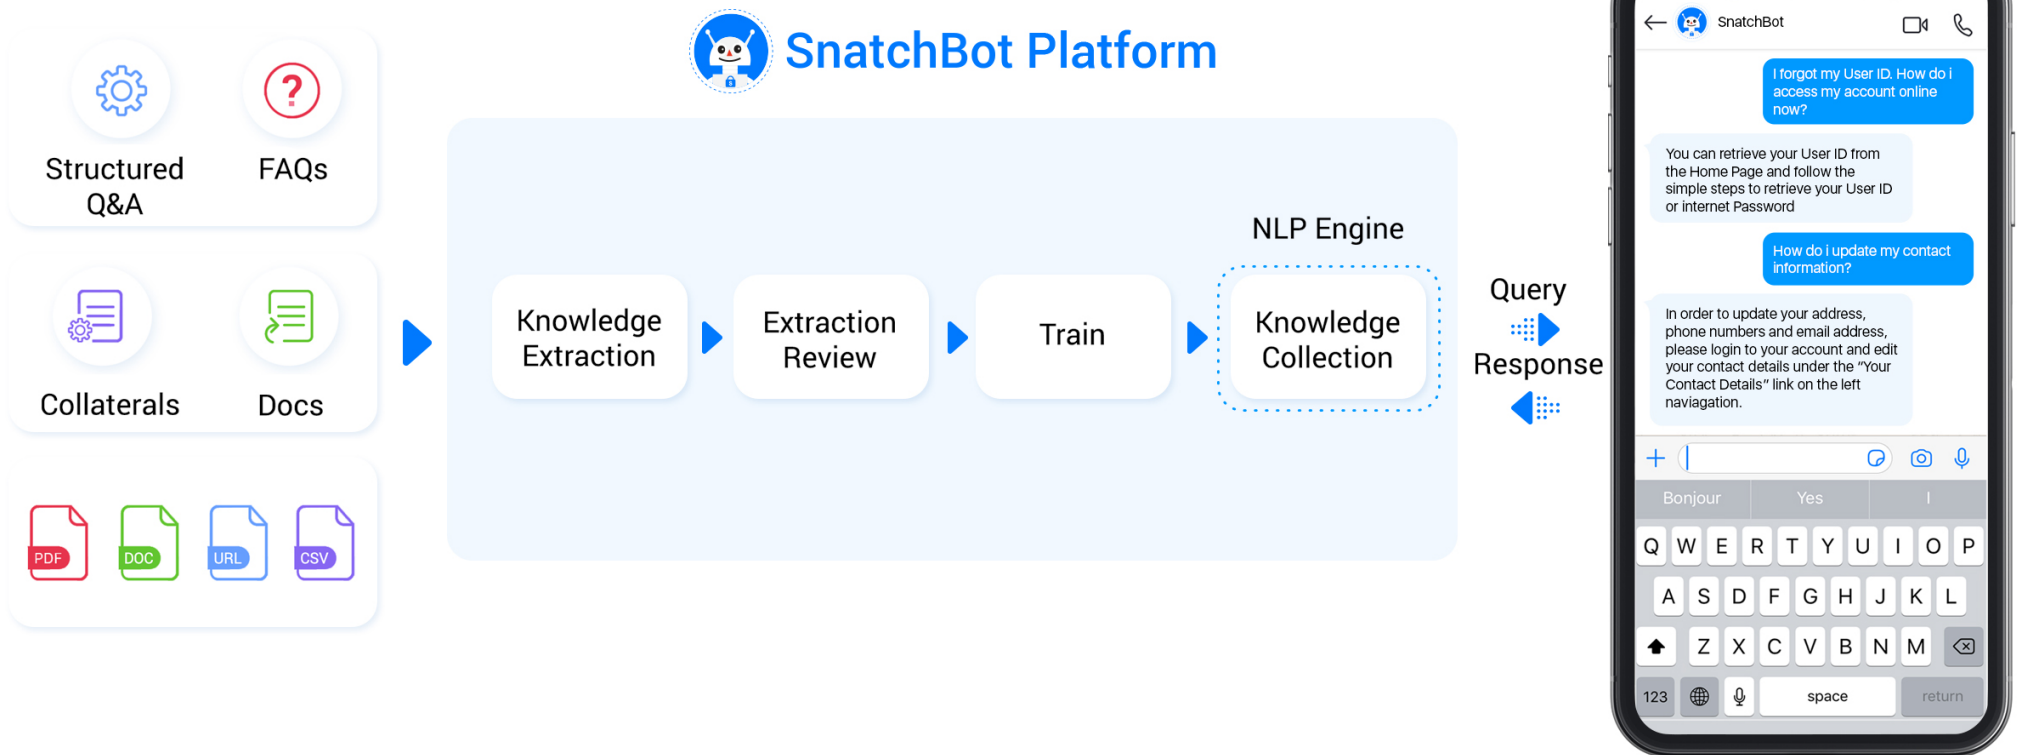 Structured
Q&A
FAQs
Collaterals
Docs
PDF
DOC
URL
CSV
SnatchBot Platform
Knowledge
Extraction
Extraction
Review
Train
NLP Engine
Knowledge
Collection
Query
Response
SnatchBot
I forgot my User ID. How do i
access my account online
now?
You can retrieve your User ID from
the Home Page and follow the
simple steps to retrieve your User ID
or internet Password
How do i update my contact
information?
In order to update your address,
phone numbers and email address,
please login to your account and edit
your contact details under the “Your
Contact Details” link on the left
naviagation.
Bonjour Yes I
Q W E R T Y U I O P
A S D F G H J K L
Z X C V B N M
123 space return